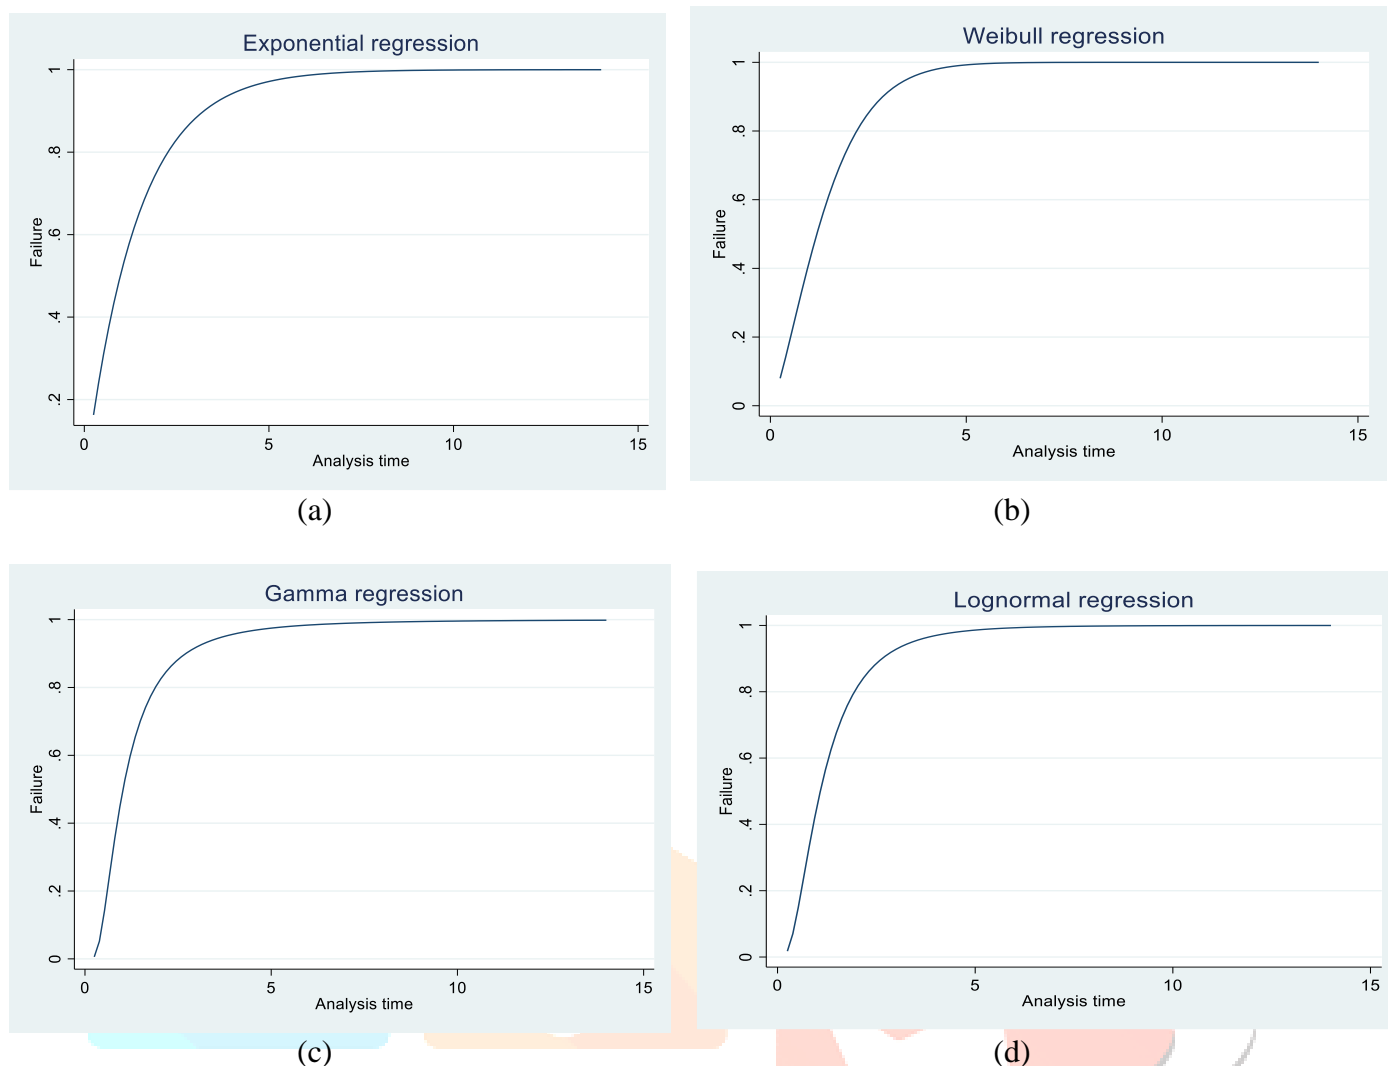 Exponential regression
1
.8
.6
.4
.2
Failure
0 5 10 15
Analysis time
(a)
Weibull regression
1
.8
.6
.4
.2
0
Failure
0 5 10 15
Analysis time
(b)
Gamma regression
1
.8
.6
.4
.2
0
Failure
0 5 10 15
Analysis time
(c)
Lognormal regression
1
.8
.6
.4
.2
0
Failure
0 5 10 15
Analysis time
(d)